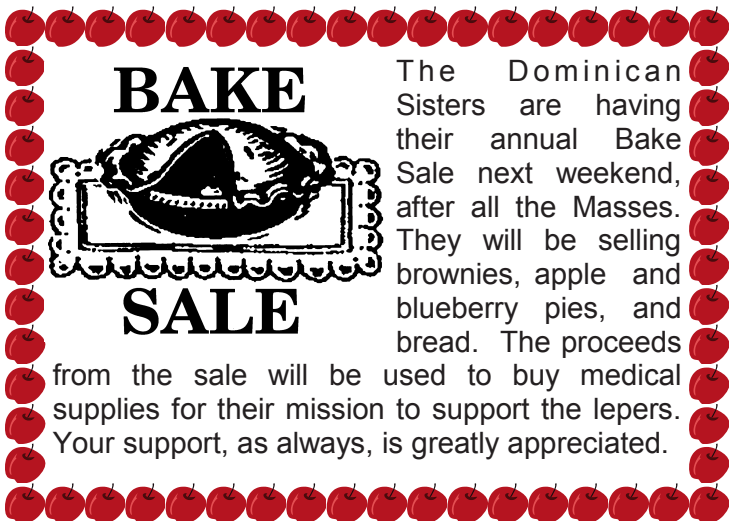 BAKE
SALE
The Dominican
Sisters are having
their annual Bake
Sale next weekend,
after all the Masses.
They will be selling
brownies, apple and
blueberry pies, and
bread. The proceeds
from the sale will be used to buy medical
supplies for their mission to support the lepers.
Your support, as always, is greatly appreciated.